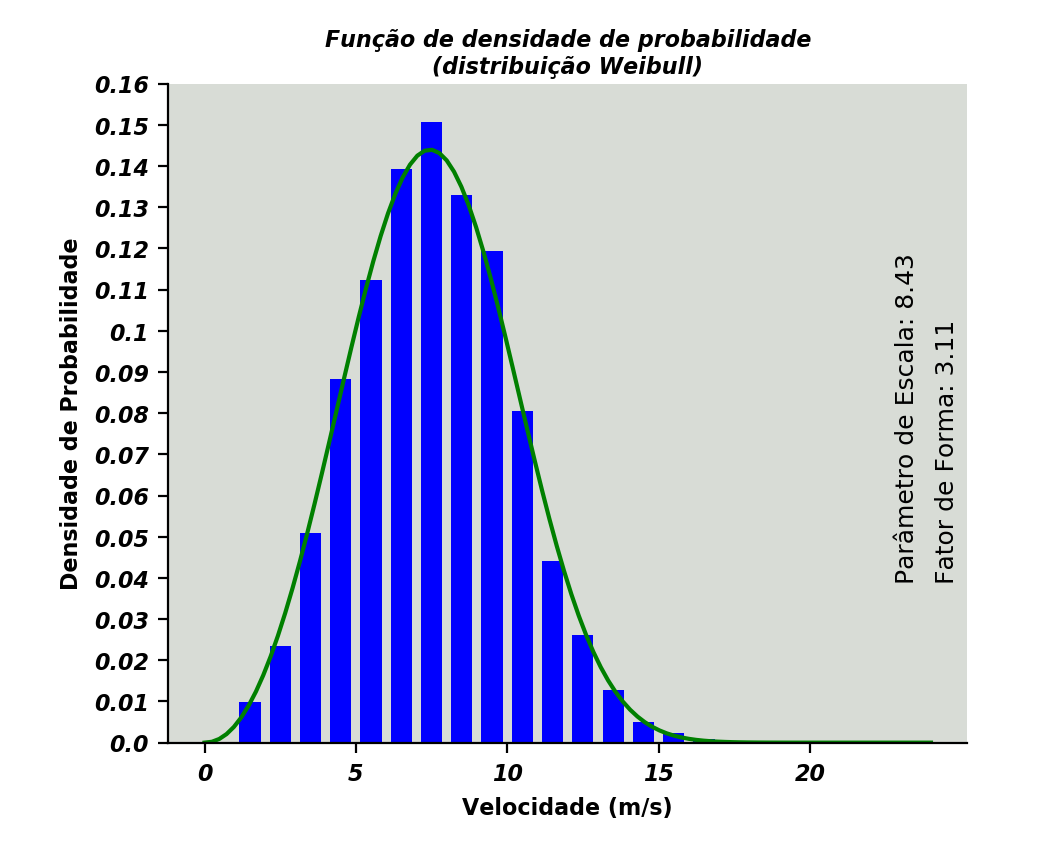 Função de densidade de probabilidade
(distribuição Weibull)
0.16
0.15
0.14
0.13
0.12
0.11
0.1
0.09
0.08
0.07
0.06
0.05
0.04
0.03
0.02
0.01
0.0
Densidade de Probabilidade
0 5 10 15 20
Velocidade (m/s)
Parâmetro de Escala: 8.43
Fator de Forma: 3.11